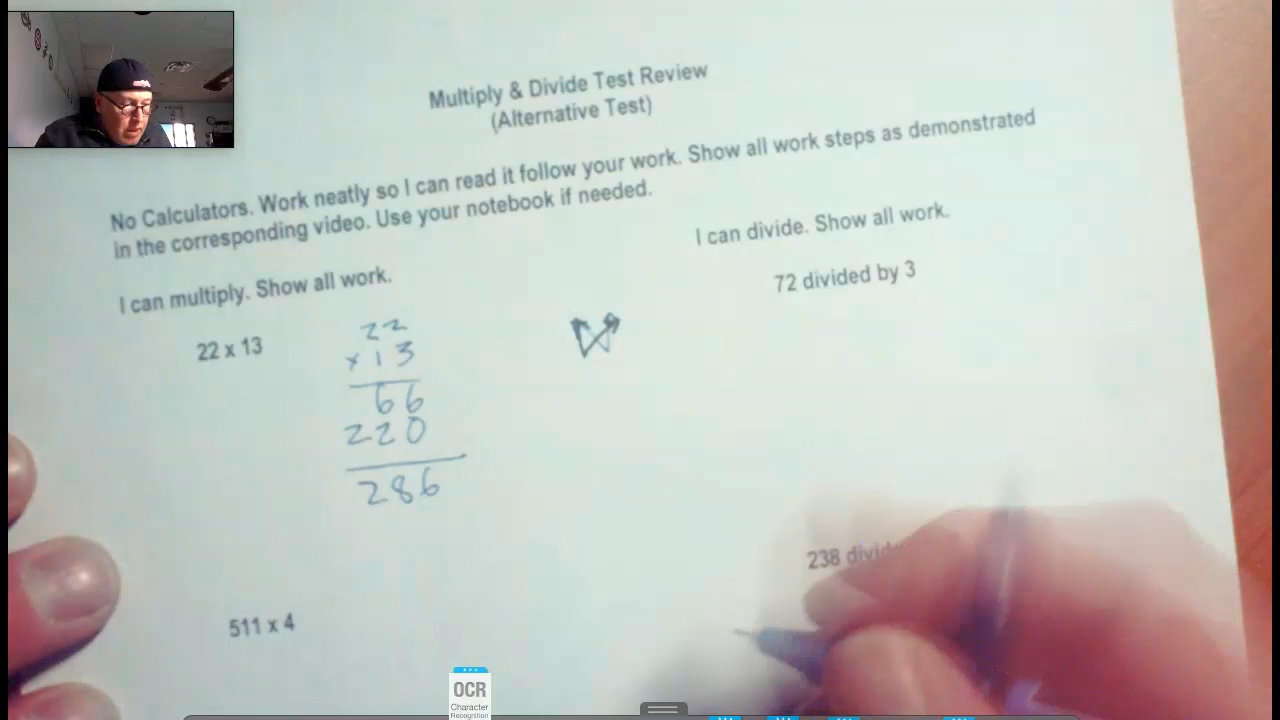 Multiply & Divide Test Review
(Alternative Test)
No Calculators. Work neatly so I can read it follow your work. Show all work steps as demonstrated
in the corresponding video. Use your notebook if needed.
I can multiply. Show all work.
22 x 13
22
x 13
66
220
286
511 x 4
I can divide. Show all work.
72 divided by 3
238
OCR
Character
Recognition